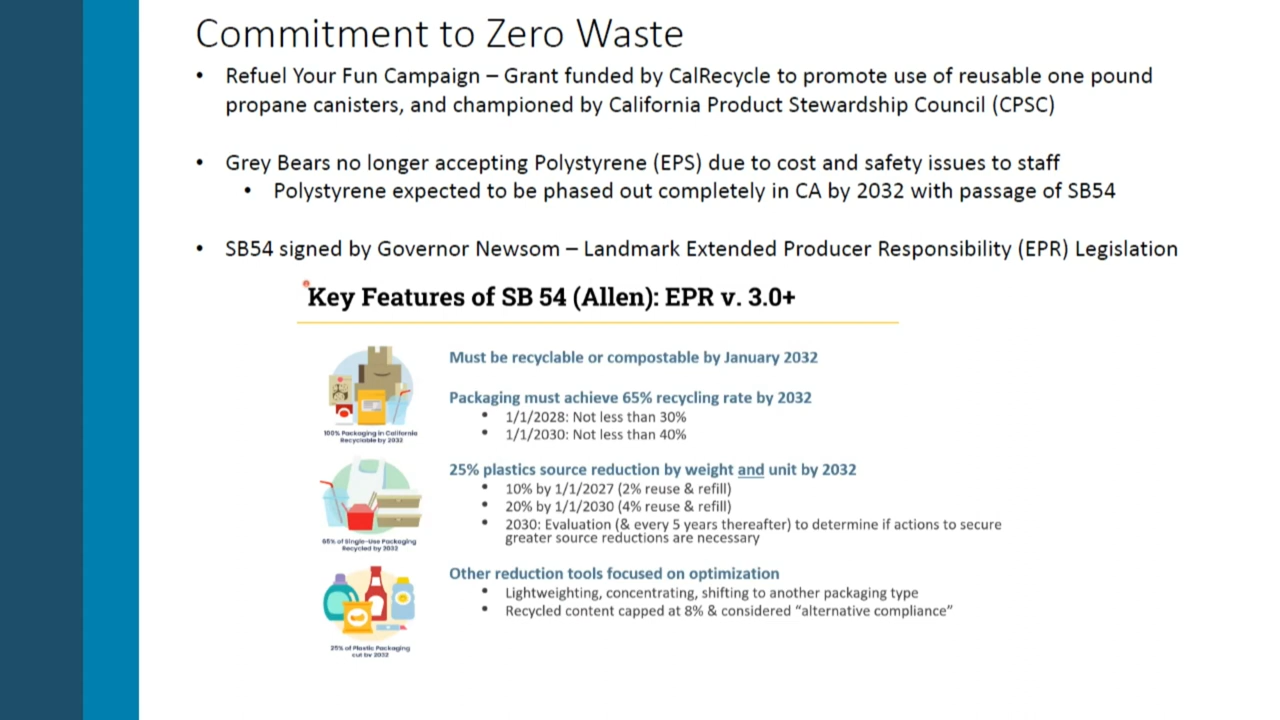 Commitment to Zero Waste
• Refuel Your Fun Campaign – Grant funded by CalRecycle to promote use of reusable one pound
propane canisters, and championed by California Product Stewardship Council (CPSC)
• Grey Bears no longer accepting Polystyrene (EPS) due to cost and safety issues to staff
• Polystyrene expected to be phased out completely in CA by 2032 with passage of SB54
• SB54 signed by Governor Newsom – Landmark Extended Producer Responsibility (EPR) Legislation
Key Features of SB 54 (Allen): EPR v. 3.0+
Must be recyclable or compostable by January 2032
Packaging must achieve 65% recycling rate by 2032
• 1/1/2028: Not less than 30%
• 1/1/2030: Not less than 40%
100% Packaging in California
Recyclable by 2032
25% plastics source reduction by weight and unit by 2032
• 10% by 1/1/2027 (2% reuse & refill)
• 20% by 1/1/2030 (4% reuse & refill)
• 2030: Evaluation (& every 5 years thereafter) to determine if actions to secure
greater source reductions are necessary
65% of Single-Use Packaging
Recycled by 2032
Other reduction tools focused on optimization
• Lightweighting, concentrating, shifting to another packaging type
• Recycled content capped at 8% & considered “alternative compliance”
25% of Plastic Packaging
cut by 2032